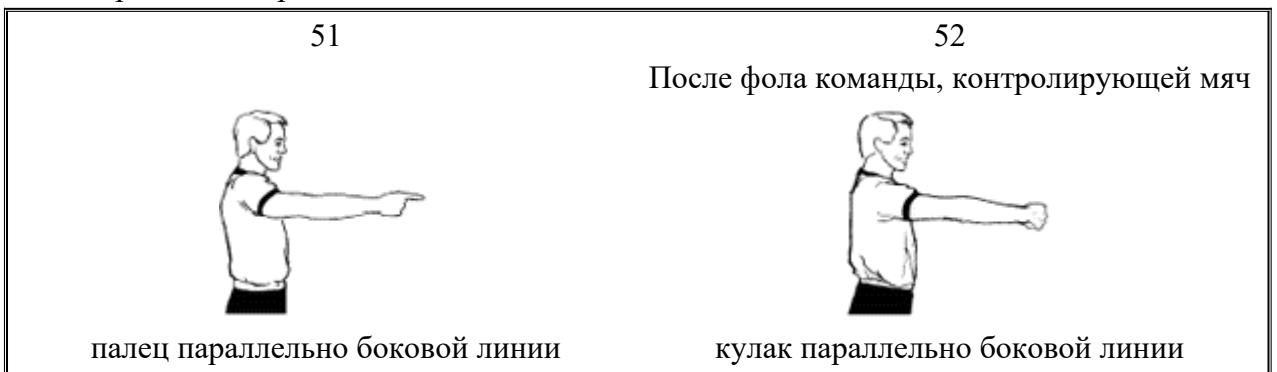 51
52
После фола команды, контролирующей мяч
палец параллельно боковой линии
кулак параллельно боковой линии